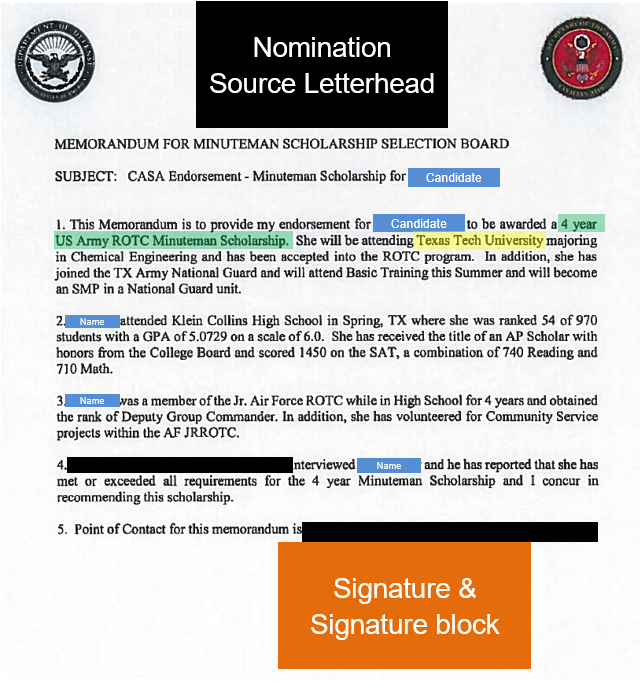 Nomination
Source Letterhead
MEMORANDUM FOR MINUTEMAN SCHOLARSHIP SELECTION BOARD
SUBJECT: CASA Endorsement - Minuteman Scholarship for Candidate
1. This Memorandum is to provide my endorsement for Candidate to be awarded a 4 year
US Army ROTC Minuteman Scholarship. She will be attending Texas Tech University majoring
in Chemical Engineering and has been accepted into the ROTC program. In addition, she has
joined the TX Army National Guard and will attend Basic Training this Summer and will become
an SMP in a National Guard unit.
2. Name attended Klein Collins High School in Spring, TX where she was ranked 54 of 970
students with a GPA of 5.0729 on a scale of 6.0. She has received the title of an AP Scholar with
honors from the College Board and scored 1450 on the SAT, a combination of 740 Reading and
710 Math.
3. Name was a member of the Jr. Air Force ROTC while in High School for 4 years and obtained
the rank of Deputy Group Commander. In addition, she has volunteered for Community Service
projects within the AF JRROTC.
4. interviewed Name and he has reported that she has
met or exceeded all requirements for the 4 year Minuteman Scholarship and I concur in
recommending this scholarship.
5. Point of Contact for this memorandum is
Signature &
Signature block